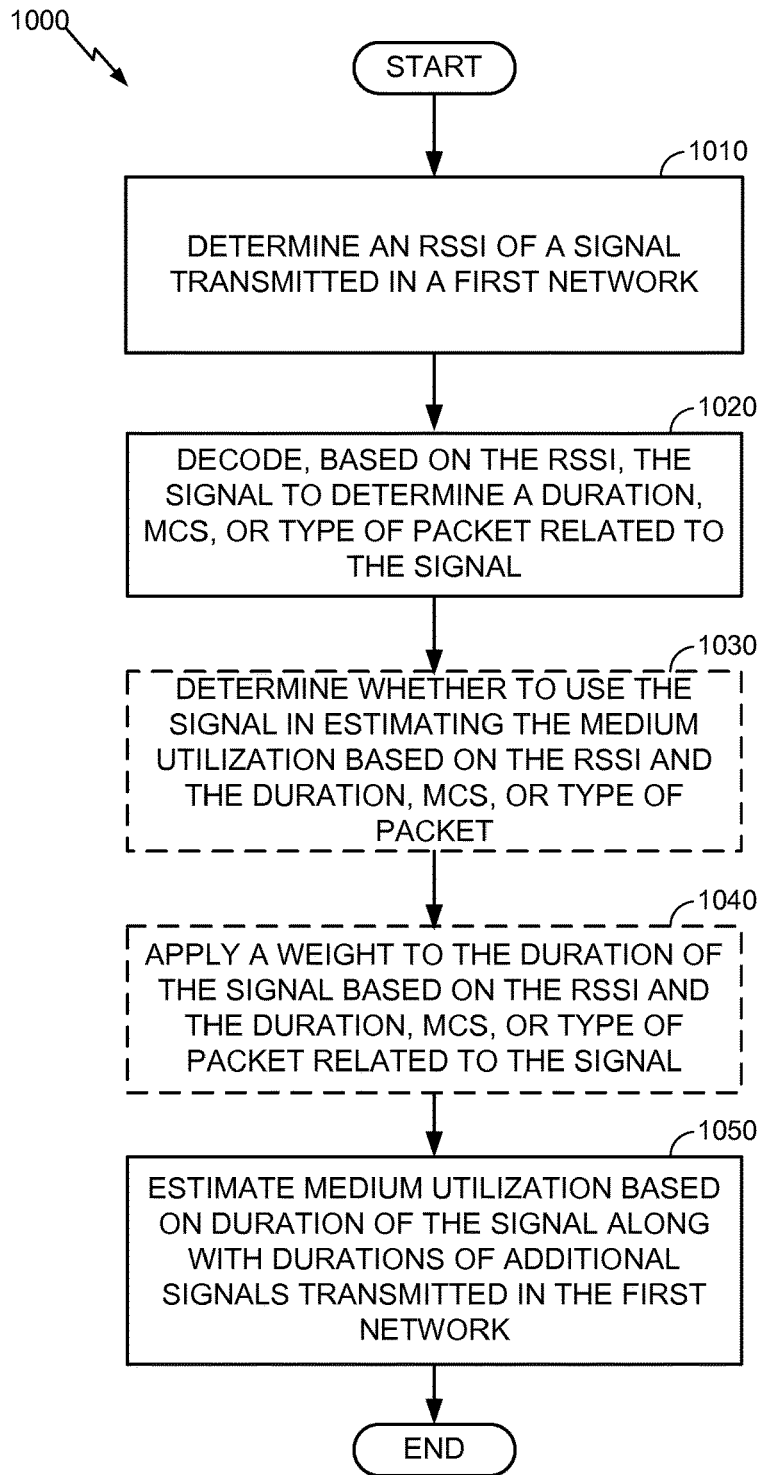 1000
START
1010
DETERMINE AN RSSI OF A SIGNAL
TRANSMITTED IN A FIRST NETWORK
1020
DECODE, BASED ON THE RSSI, THE
SIGNAL TO DETERMINE A DURATION,
MCS, OR TYPE OF PACKET RELATED TO
THE SIGNAL
1030
DETERMINE WHETHER TO USE THE
SIGNAL IN ESTIMATING THE MEDIUM
UTILIZATION BASED ON THE RSSI AND
THE DURATION, MCS, OR TYPE OF
PACKET
1040
APPLY A WEIGHT TO THE DURATION OF
THE SIGNAL BASED ON THE RSSI AND
THE DURATION, MCS, OR TYPE OF
PACKET RELATED TO THE SIGNAL
1050
ESTIMATE MEDIUM UTILIZATION BASED
ON DURATION OF THE SIGNAL ALONG
WITH DURATIONS OF ADDITIONAL
SIGNALS TRANSMITTED IN THE FIRST
NETWORK
END